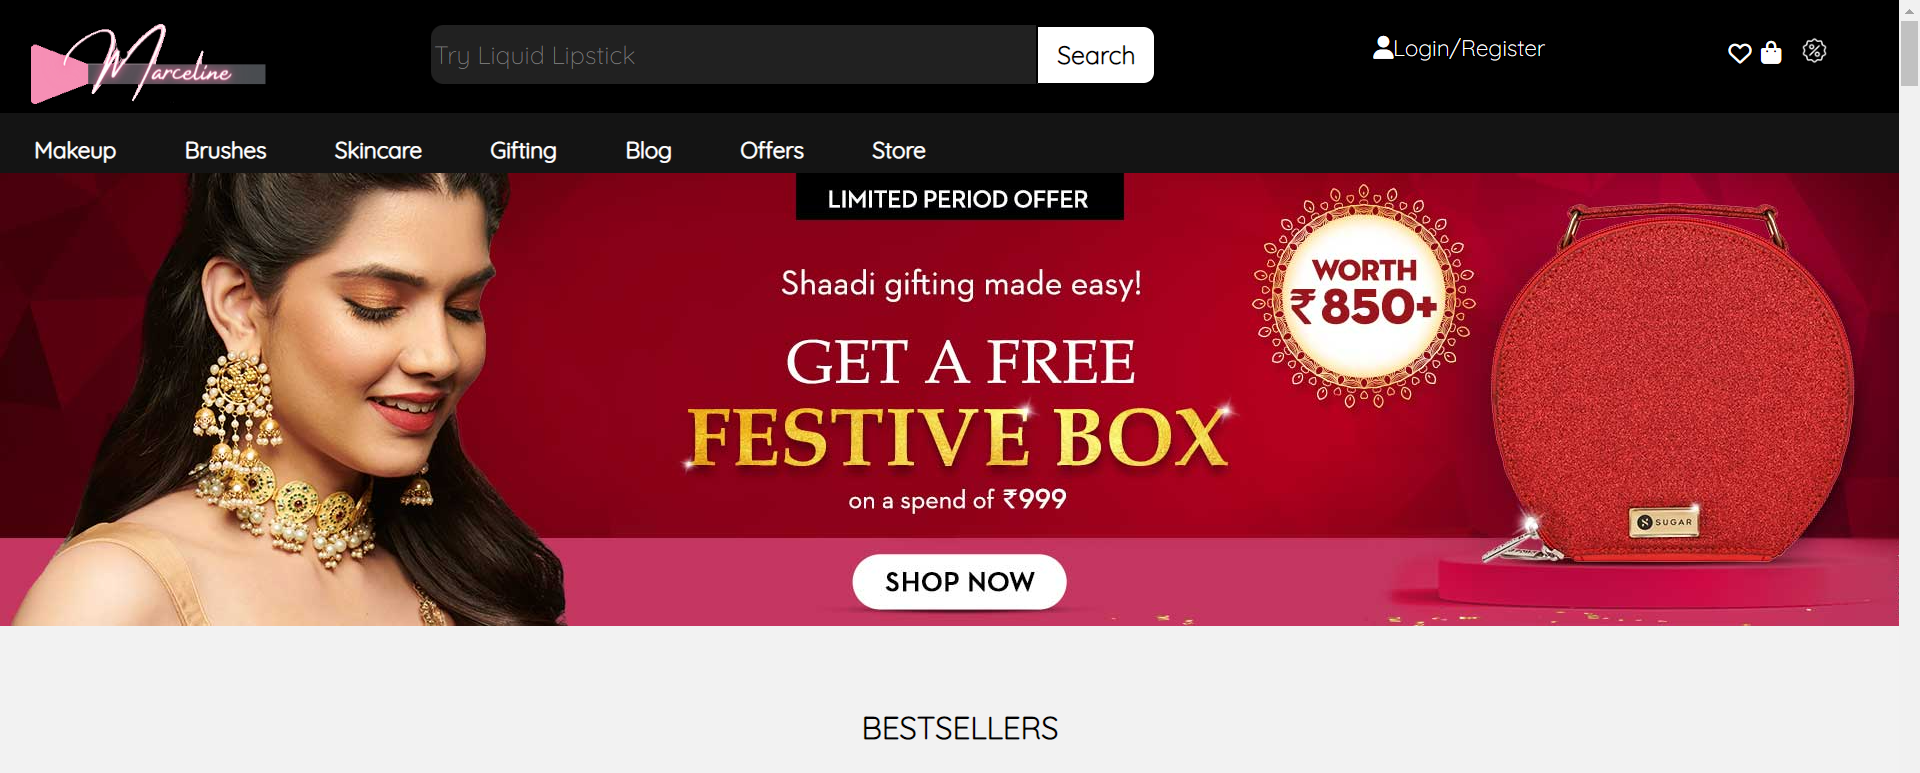 Marceline
Try Liquid Lipstick
Search
Login/Register
Makeup
Brushes
Skincare
Gifting
Blog
Offers
Store
LIMITED PERIOD OFFER
Shaadi gifting made easy!
GET A FREE
FESTIVE BOX
on a spend of ₹999
SHOP NOW
WORTH
₹850+
SUGAR
BESTSELLERS